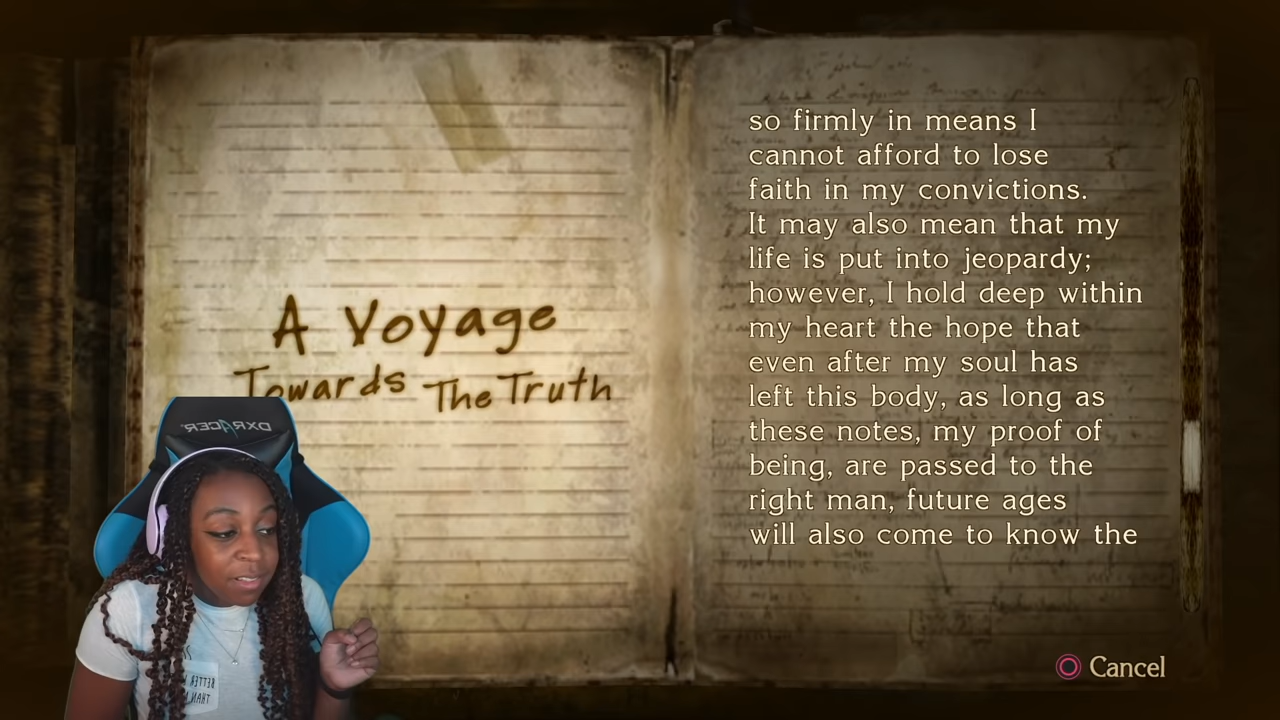 A Voyage
Towards The Truth
so firmly in means I
cannot afford to lose
faith in my convictions.
It may also mean that my
life is put into jeopardy;
however, I hold deep within
my heart the hope that
even after my soul has
left this body, as long as
these notes, my proof of
being, are passed to the
right man, future ages
will also come to know the
Cancel
DXRACER
BETTER
THAN